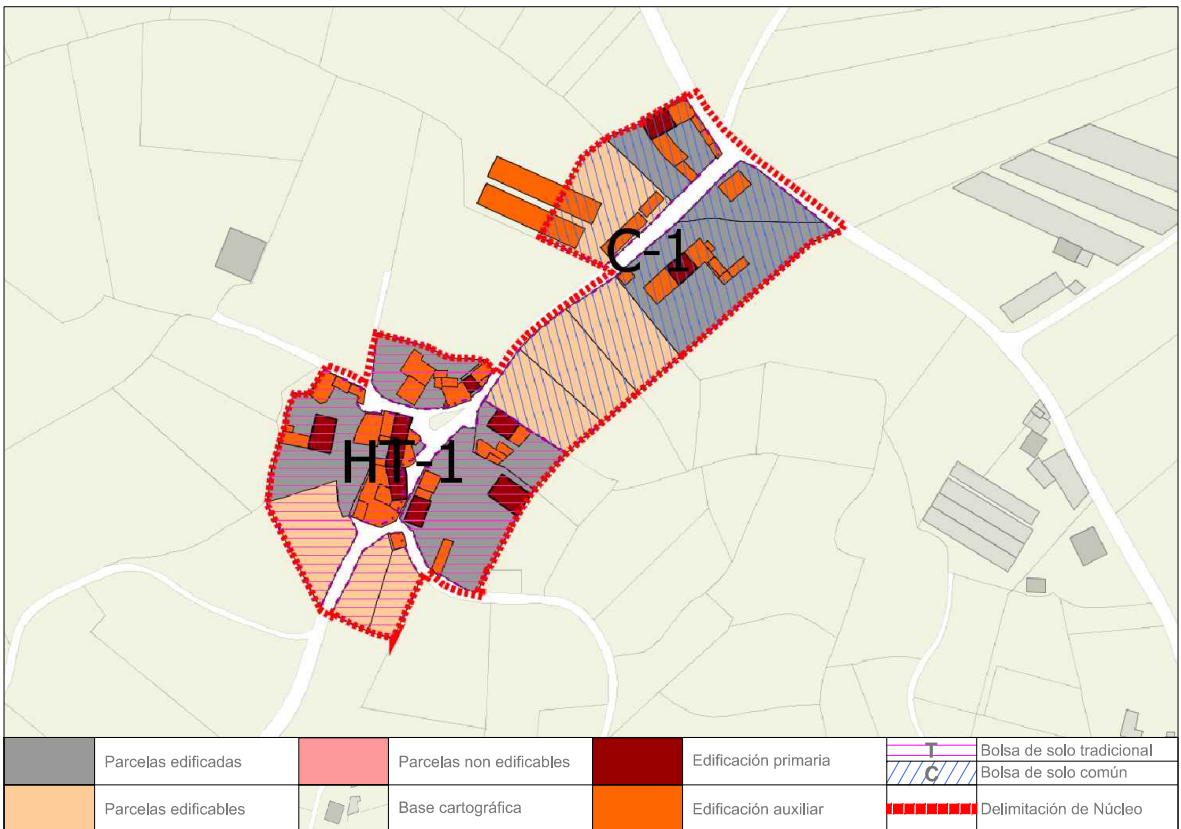 C-1
HT-1
Parcelas edificadas
Parcelas non edificables
Edificación primaria
T
Bolsa de solo tradicional
C
Bolsa de solo común
Parcelas edificables
Base cartográfica
Edificación auxiliar
Delimitación de Núcleo